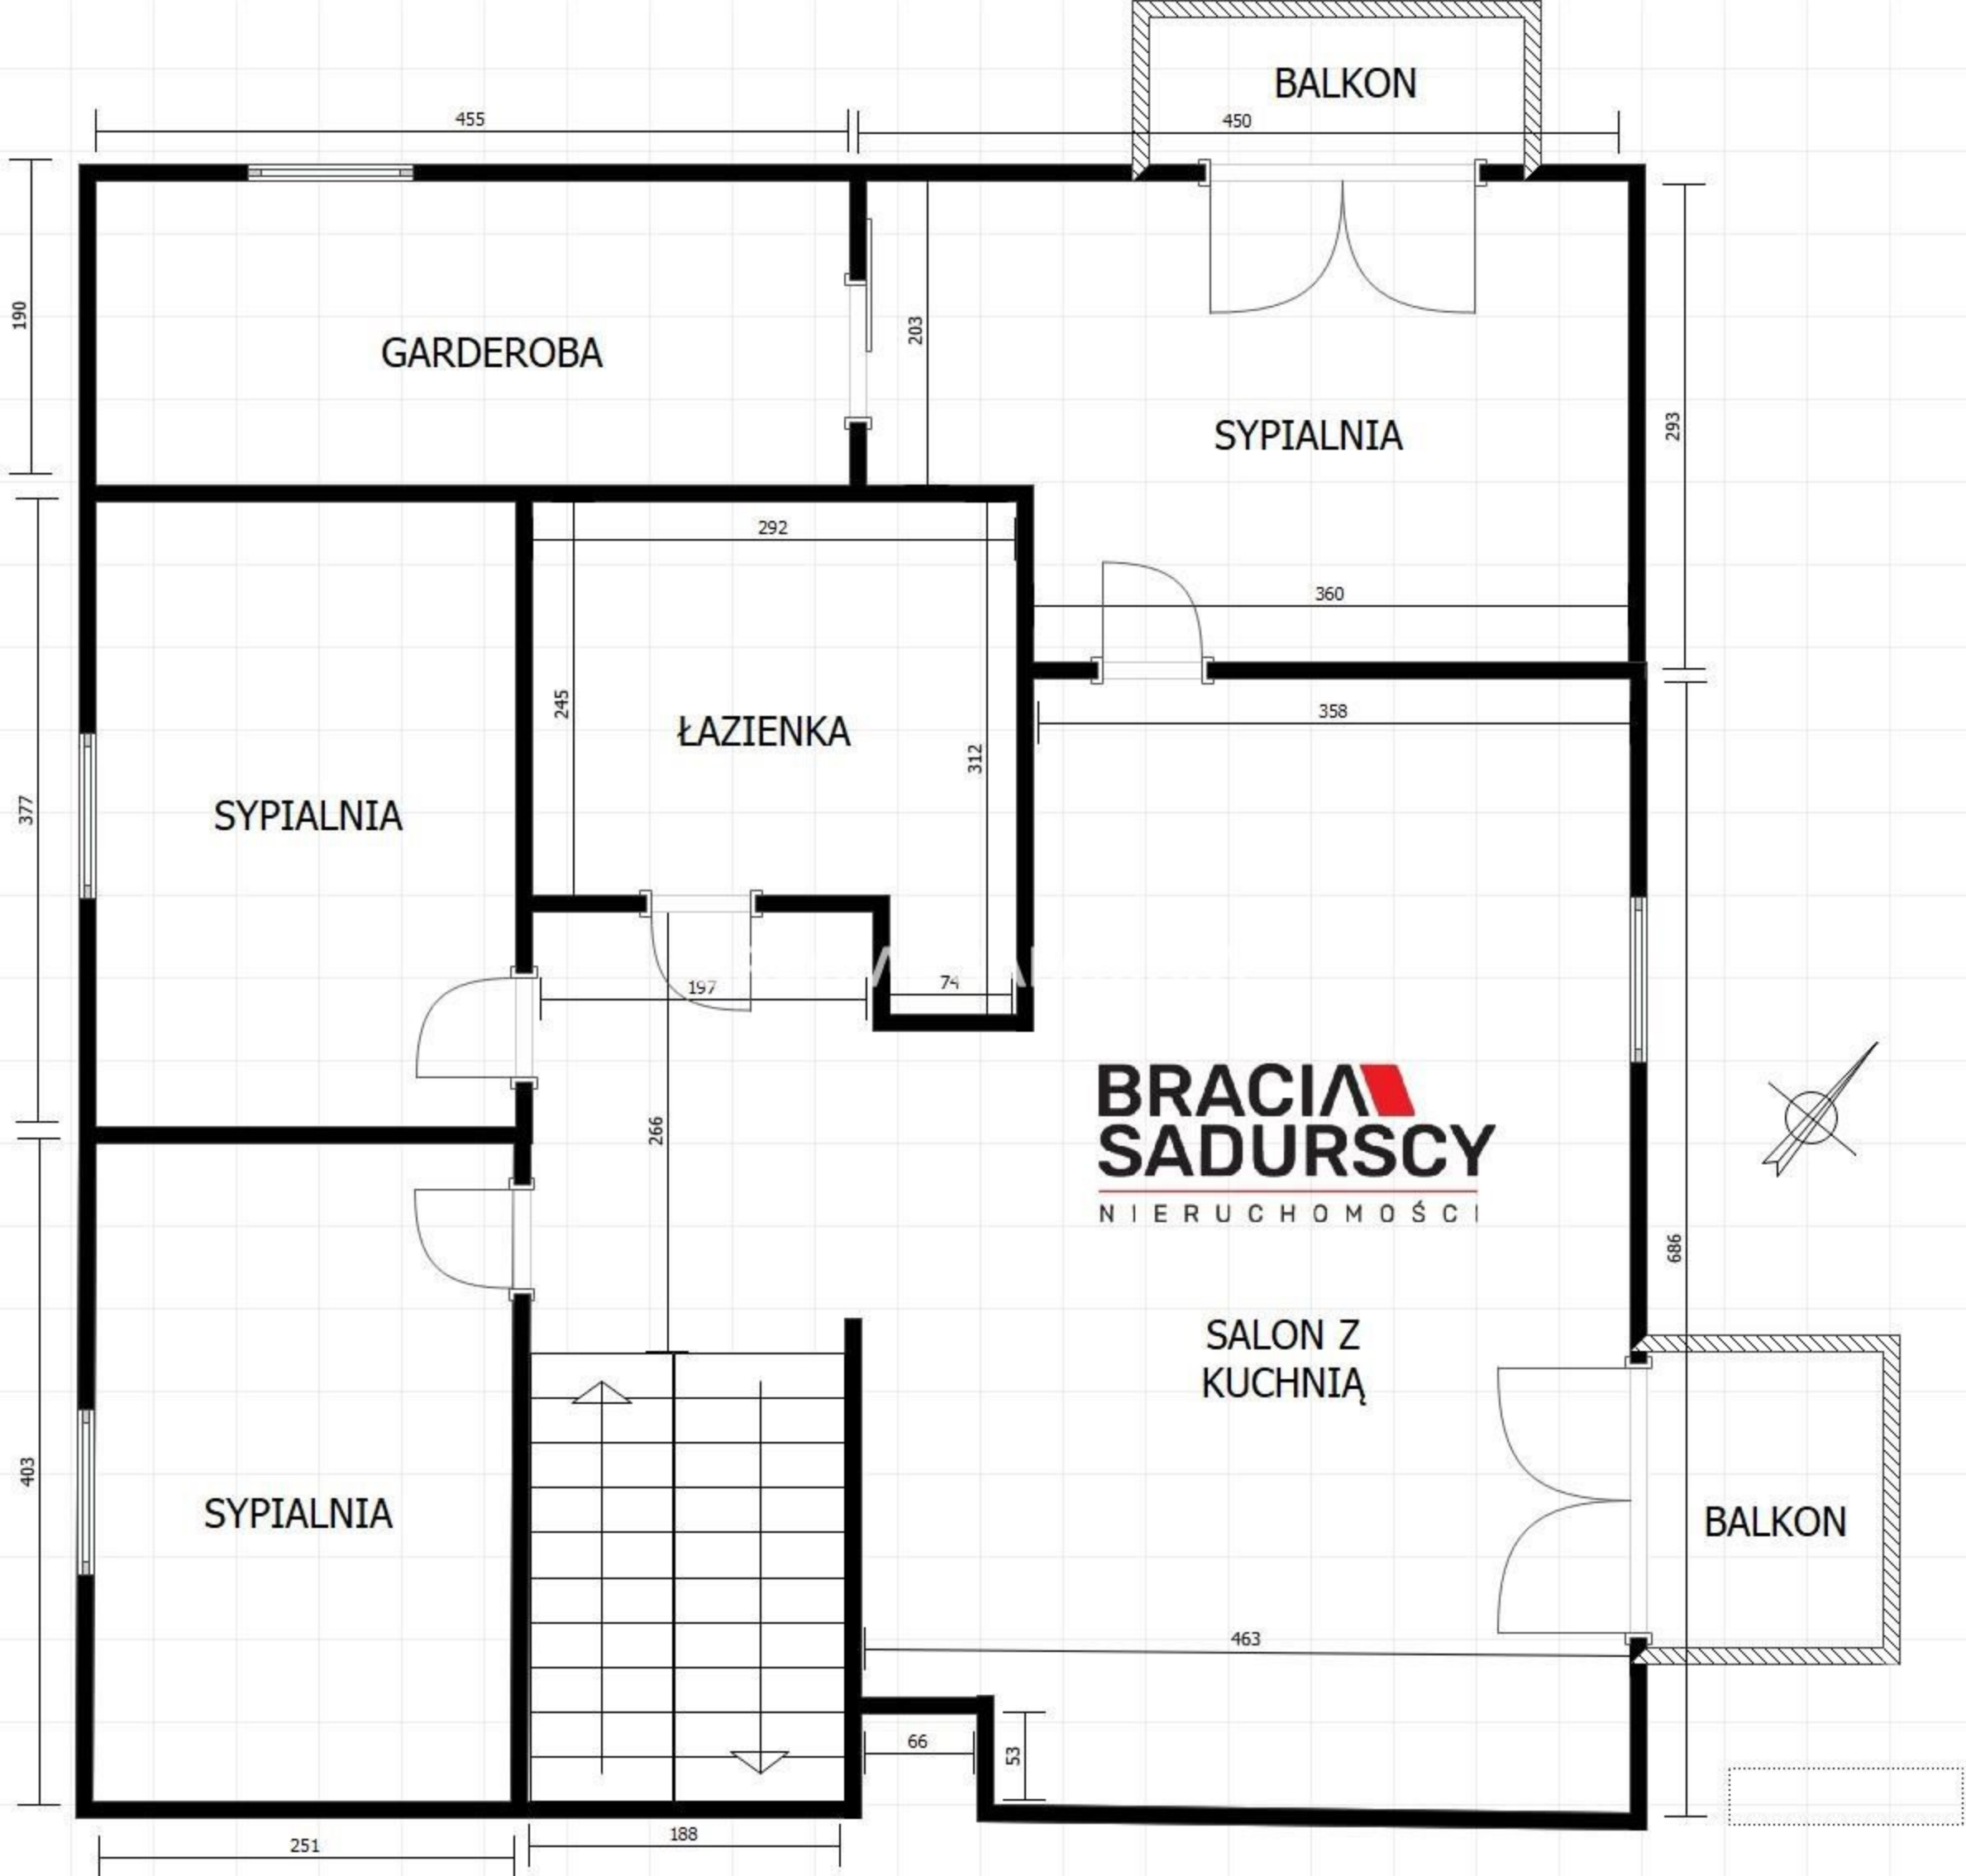 BALKON
455
450
190
GARDEROBA
203
SYPIALNIA
293
292
360
358
245
ŁAZIENKA
312
377
SYPIALNIA
197
74
266
BRACIA
SADURSCY
NIERUCHOMOŚCI
686
SALON Z
KUCHNIĄ
403
SYPIALNIA
BALKON
463
66
53
251
188